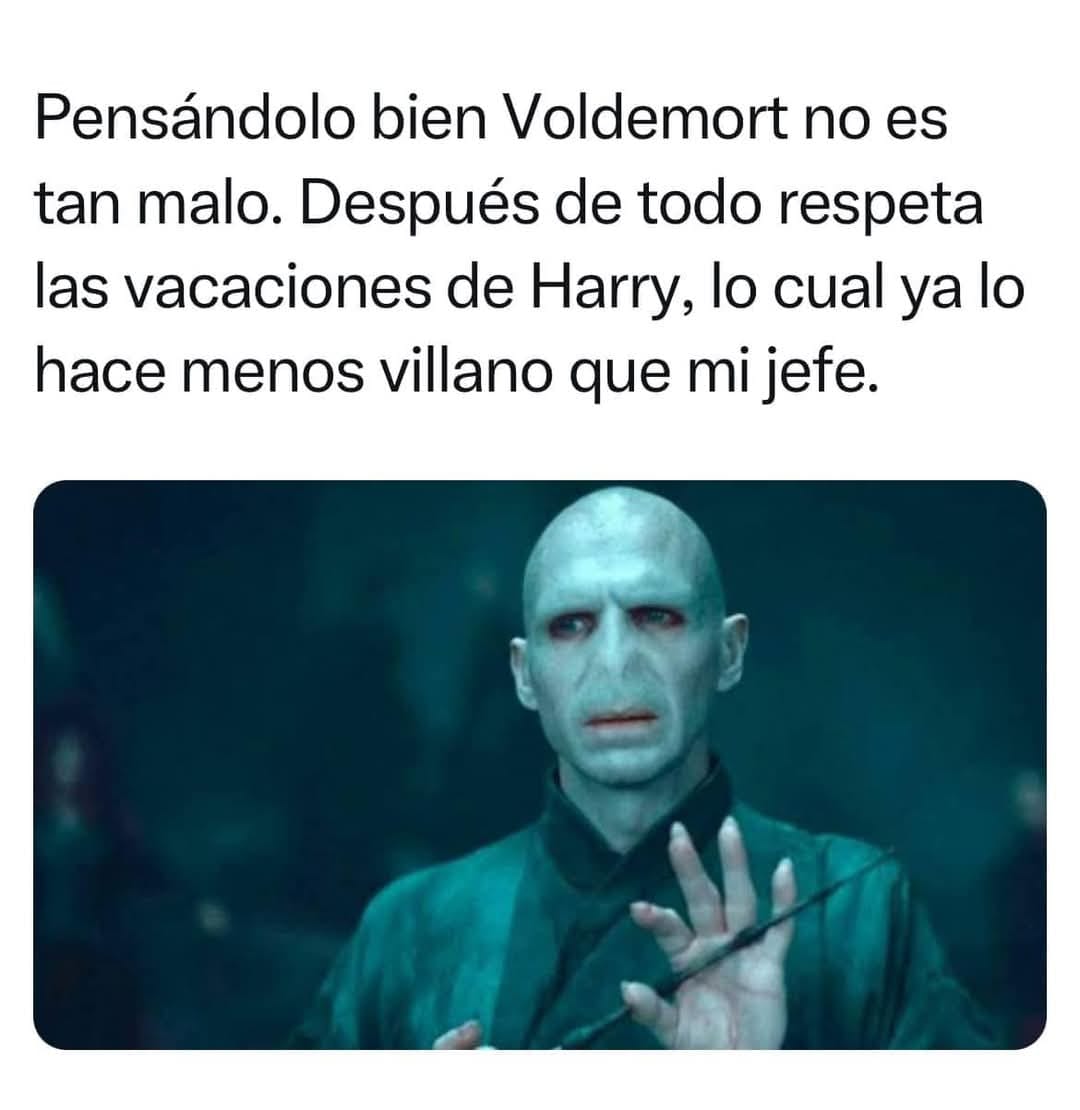 Pensándolo bien Voldemort no es
tan malo. Después de todo respeta
las vacaciones de Harry, lo cual ya lo
hace menos villano que mi jefe.